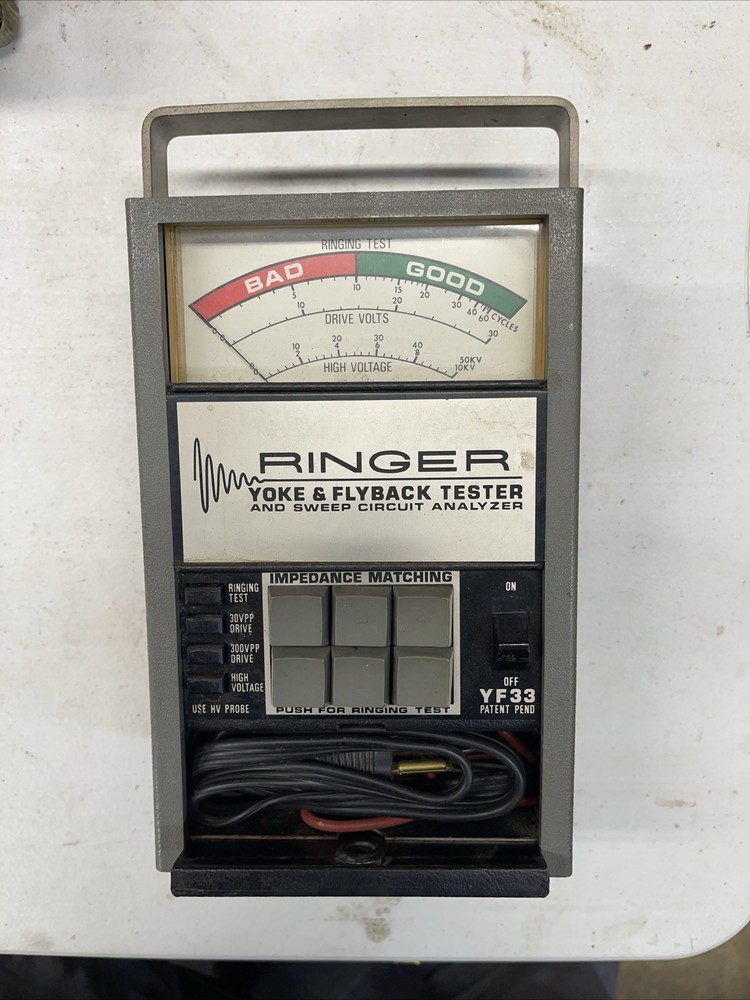 RINGING TEST
BAD GOOD
0 5 10 15 20 30 40 60 CYCLES
0 10 20 30
DRIVE VOLTS
0 10 20 30 40 50KV
0 2 4 6 8 10KV
HIGH VOLTAGE
RINGER
YOKE & FLYBACK TESTER
AND SWEEP CIRCUIT ANALYZER
IMPEDANCE MATCHING
RINGING
TEST
30VPP
DRIVE
300VPP
DRIVE
HIGH
VOLTAGE
USE HV PROBE
PUSH FOR RINGING TEST
ON
OFF
YF33
PATENT PEND